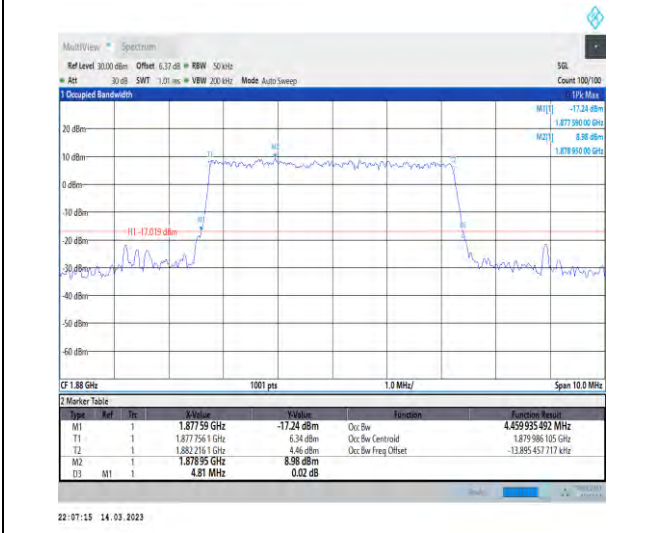 MultiView Spectrum
Ref Level 30.00 dBm Offset 6.37 dB RBW 50 kHz SGL
Att 30 dB SWT 1.01 ms VBW 200 kHz Mode Auto Sweep Count 100/100
1 Occupied Bandwidth 1Pk Max
M1[1] -17.24 dBm
1.877 590 00 GHz
M2[1] 8.98 dBm
1.878 950 00 GHz
20 dBm
10 dBm
T1 M2
0 dBm
-10 dBm
H1 -17.019 dBm
-20 dBm
-30 dBm
-40 dBm
-50 dBm
-60 dBm
CF 1.88 GHz 1001 pts 1.0 MHz/ Span 10.0 MHz
2 Marker Table
Type Ref Trc X-Value Y-Value Function Function Result
M1 1 1.87759 GHz -17.24 dBm Occ Bw 4.459 935 492 MHz
T1 1 1.877 756 1 GHz 6.34 dBm Occ Bw Centroid 1.879 986 105 GHz
T2 1 1.882 216 1 GHz 4.46 dBm Occ Bw Freq Offset -13.895 457 717 kHz
M2 1 1.87895 GHz 8.98 dBm
D3 M1 1 4.81 MHz 0.02 dB
22:07:15 14.03.2023